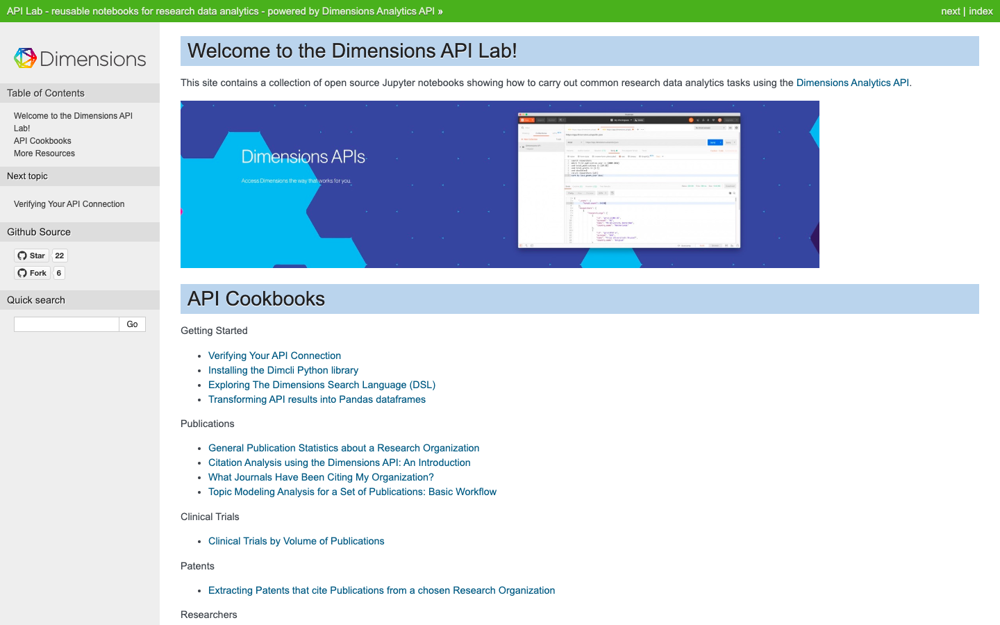 API Lab - reusable notebooks for research data analytics - powered by Dimensions Analytics API »
next | index
Dimensions
Table of Contents
Welcome to the Dimensions API
Lab!
API Cookbooks
More Resources
Next topic
Verifying Your API Connection
Github Source
Star 22
Fork 6
Quick search
Go
Welcome to the Dimensions API Lab!
This site contains a collection of open source Jupyter notebooks showing how to carry out common research data analytics tasks using the Dimensions Analytics API.
Dimensions APIs
Access Dimensions the way that works for you.
API Cookbooks
Getting Started
• Verifying Your API Connection
• Installing the Dimcli Python library
• Exploring The Dimensions Search Language (DSL)
• Transforming API results into Pandas dataframes
Publications
• General Publication Statistics about a Research Organization
• Citation Analysis using the Dimensions API: An Introduction
• What Journals Have Been Citing My Organization?
• Topic Modeling Analysis for a Set of Publications: Basic Workflow
Clinical Trials
• Clinical Trials by Volume of Publications
Patents
• Extracting Patents that cite Publications from a chosen Research Organization
Researchers